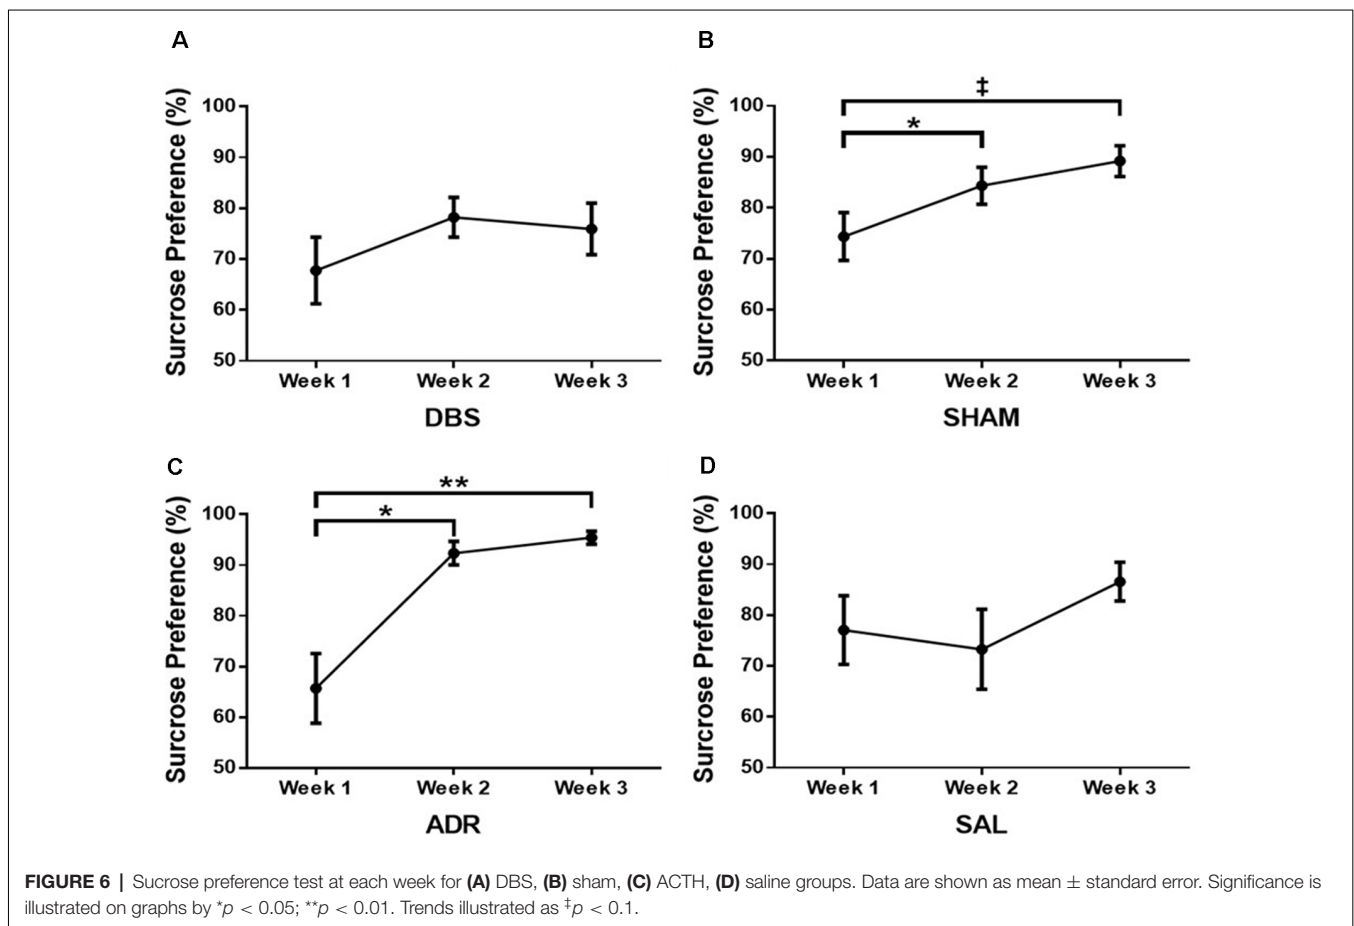 A
Surcrose Preference (%)
100
90
80
70
60
50
Week 1 Week 2 Week 3
DBS
B
Surcrose Preference (%)
100
90
80
70
60
50
‡
*
Week 1 Week 2 Week 3
SHAM
C
Surcrose Preference (%)
100
90
80
70
60
50
**
*
Week 1 Week 2 Week 3
ADR
D
Surcrose Preference (%)
100
90
80
70
60
50
Week 1 Week 2 Week 3
SAL
FIGURE 6 | Sucrose preference test at each week for (A) DBS, (B) sham, (C) ACTH, (D) saline groups. Data are shown as mean ± standard error. Significance is
illustrated on graphs by *p < 0.05; **p < 0.01. Trends illustrated as ‡p < 0.1.